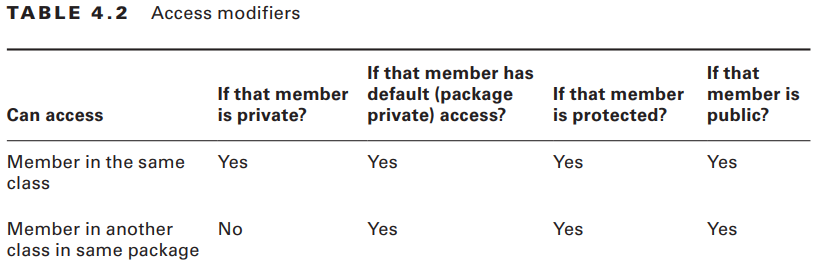 TABLE 4.2 Access modifiers
Can access
If that member is private?
If that member has default (package private) access?
If that member is protected?
If that member is public?
Member in the same class
Yes
Yes
Yes
Yes
Member in another class in same package
No
Yes
Yes
Yes